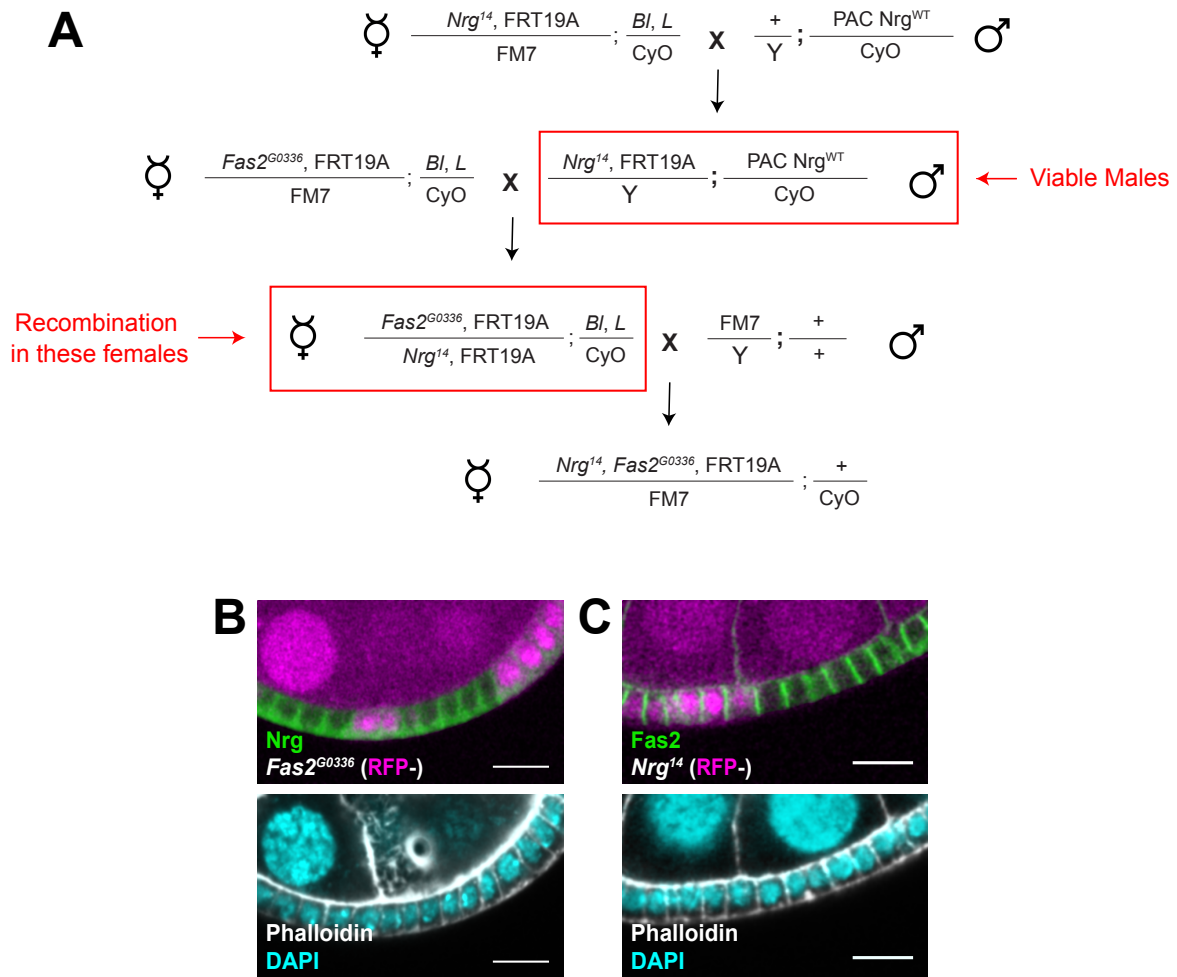 A
Nrg14, FRT19A
FM7
;
Bl, L
CyO
X
+
Y
;
PAC NrgWT
CyO
Fas2G0336, FRT19A
FM7
;
Bl, L
CyO
X
Nrg14, FRT19A
Y
;
PAC NrgWT
CyO
Viable Males
Recombination
in these females
Fas2G0336, FRT19A
Nrg14, FRT19A
;
Bl, L
CyO
X
FM7
Y
;
+
+
Nrg14, Fas2G0336, FRT19A
FM7
;
+
CyO
B
Nrg
Fas2G0336 (RFP-)
Phalloidin
DAPI
C
Fas2
Nrg14 (RFP-)
Phalloidin
DAPI